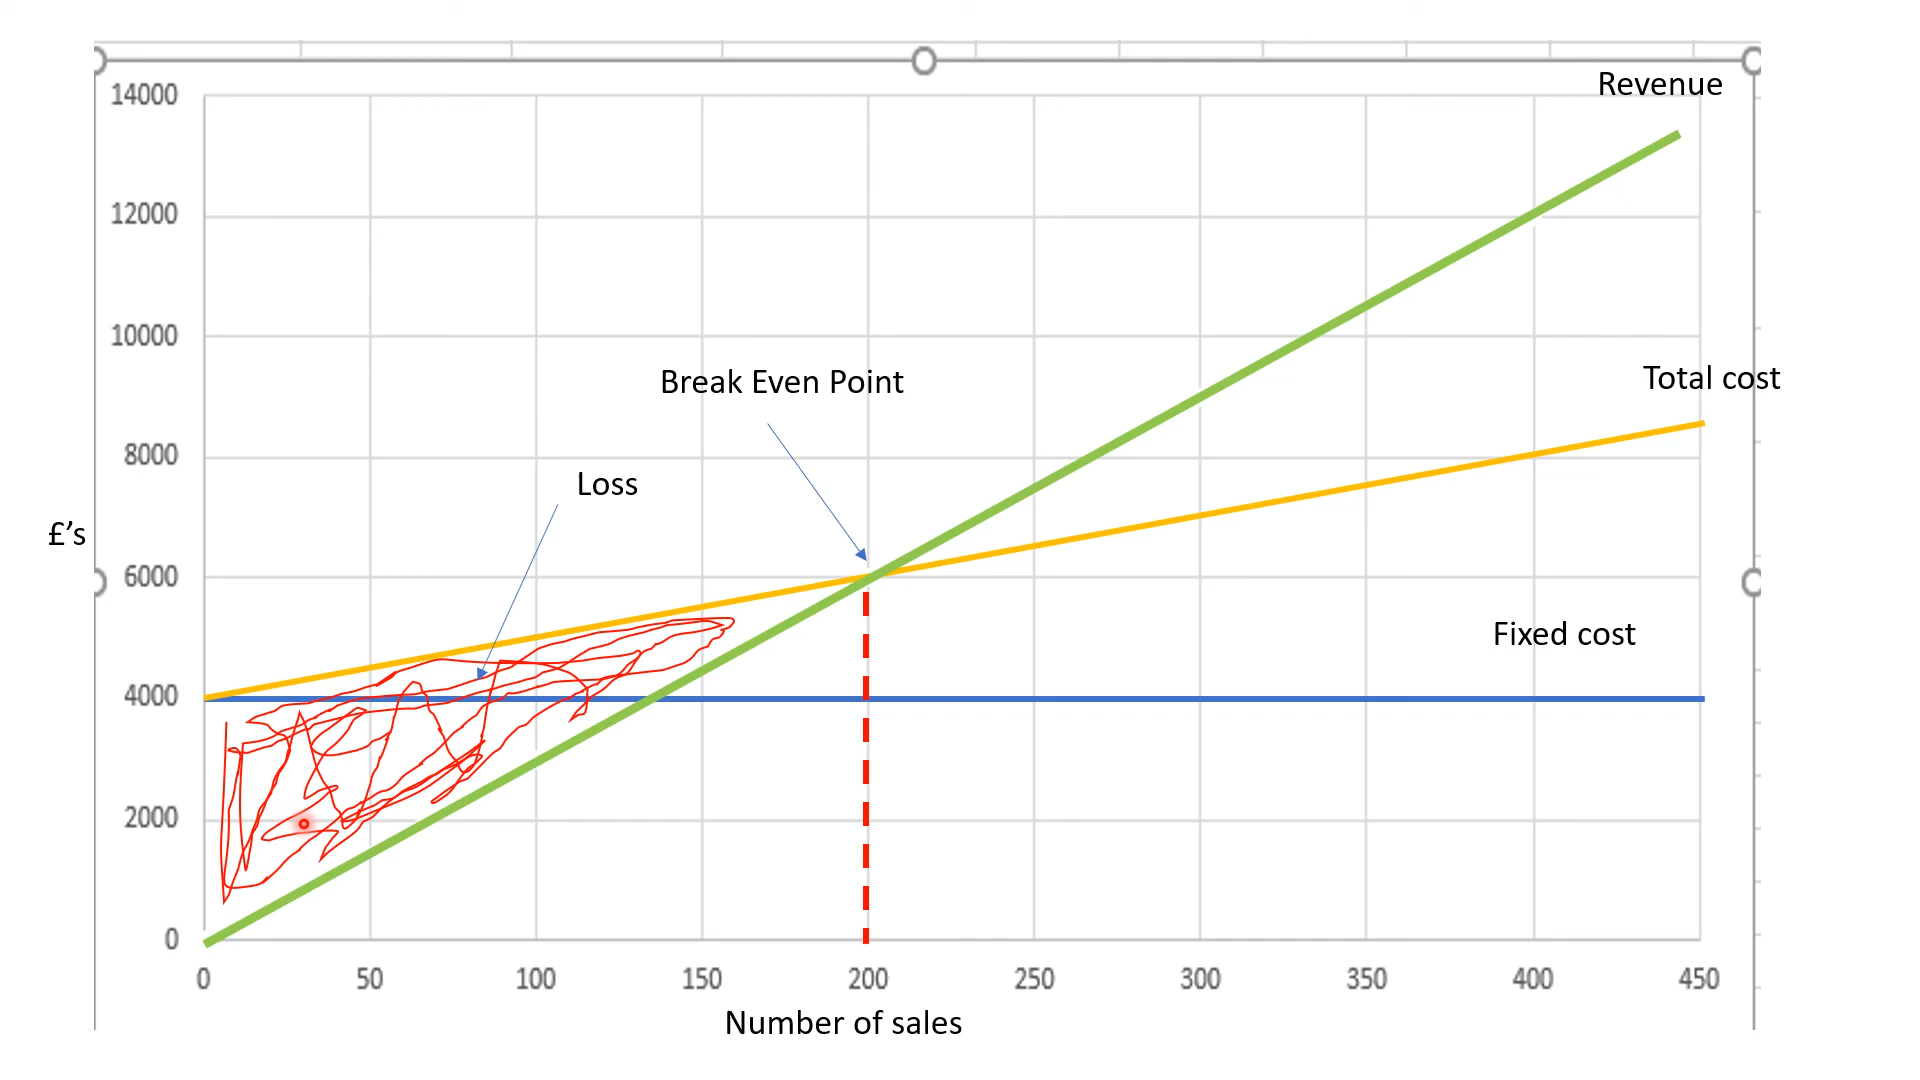 Revenue
14000
12000
10000
Total cost
Break Even Point
8000
Loss
£’s
6000
Fixed cost
4000
2000
0
0 50 100 150 200 250 300 350 400 450
Number of sales